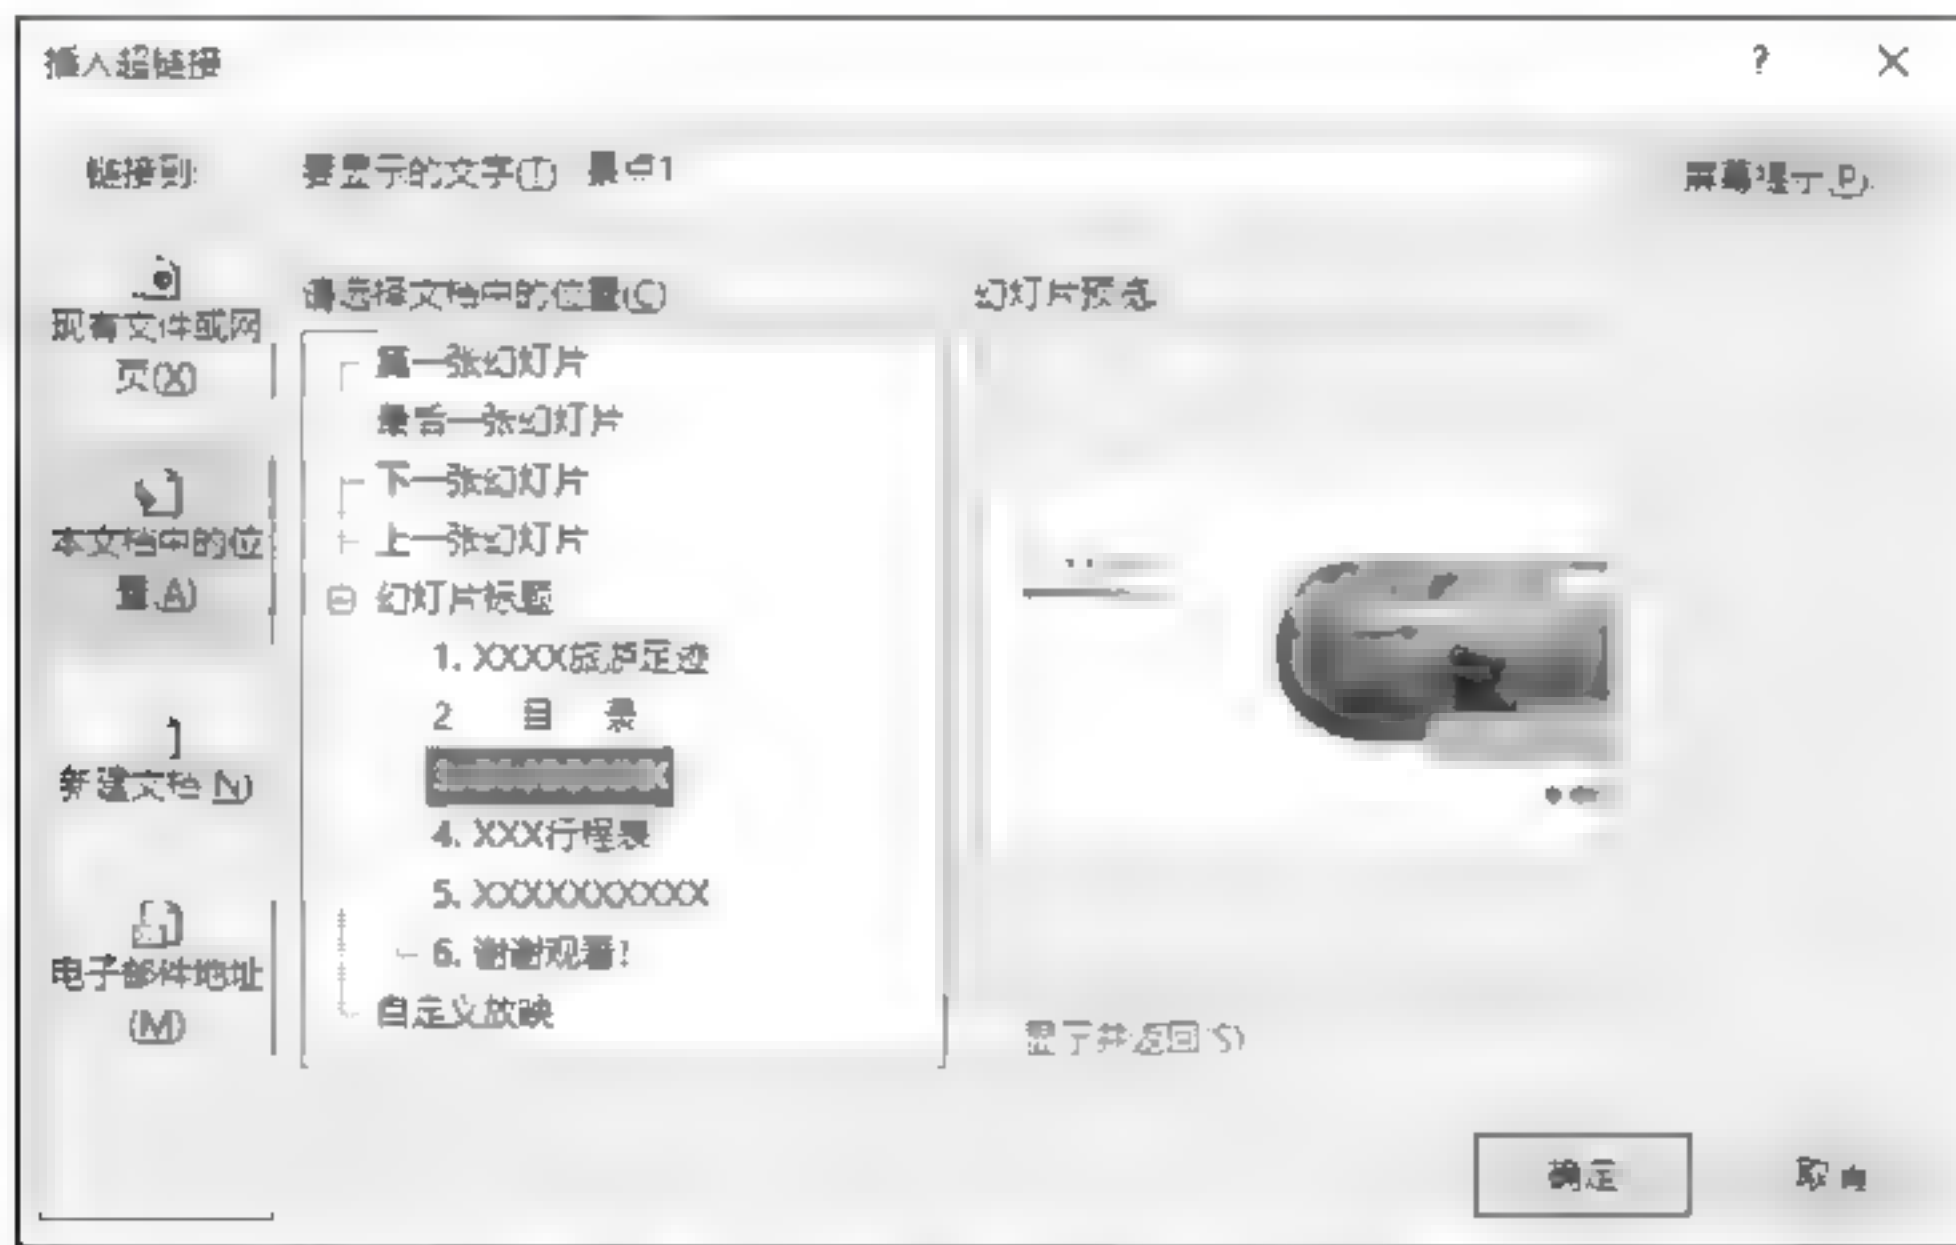 插入超链接 ?
链接到:
要显示的文字(T) 景点1
屏幕提示(P)
现有文件或网
页(X)
本文档中的位
置(A)
新建文档(N)
电子邮件地址
(M)
请选择文档中的位置(C)
第一张幻灯片
最后一张幻灯片
下一张幻灯片
上一张幻灯片
幻灯片标题
1. XXXX旅游足迹
2 目 录
4. XXX行程表
5. XXXXXXXXXX
6. 谢谢观看!
自定义放映
幻灯片预览
显示并返回(S)
确定
取消